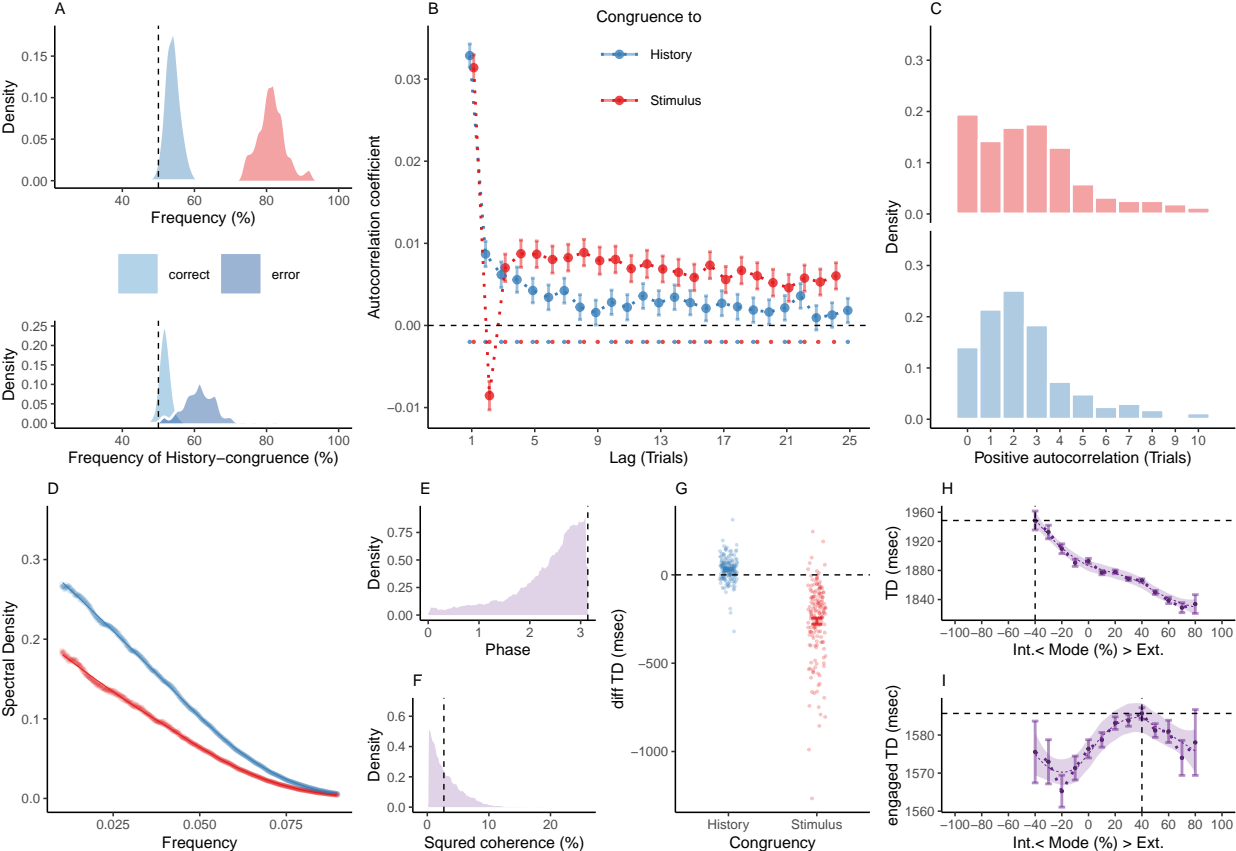 A
Density
0.15
0.10
0.05
0.00
40
60
80
100
Frequency (%)
correct
error
Density
0.25
0.20
0.15
0.10
0.05
0.00
40
60
80
100
Frequency of History−congruence (%)
B
Congruence to
History
Stimulus
Autocorrelation coefficient
0.03
0.02
0.01
0.00
−0.01
1
5
9
13
17
21
25
Lag (Trials)
C
Density
0.3
0.2
0.1
0.0
0.3
0.2
0.1
0.0
0 1 2 3 4 5 6 7 8 9 10
Positive autocorrelation (Trials)
D
Spectral Density
0.3
0.2
0.1
0.0
0.025
0.050
0.075
Frequency
E
Density
0.75
0.50
0.25
0.00
0
1
2
3
Phase
F
Density
0.6
0.4
0.2
0.0
0
10
20
Squred coherence (%)
G
diff TD (msec)
0
−500
−1000
History
Stimulus
Congruency
H
TD (msec)
1960
1920
1880
1840
−100 −80 −60 −40 −20 0 20 40 60 80 100
Int.< Mode (%) > Ext.
I
engaged TD (msec)
1580
1570
1560
−100 −80 −60 −40 −20 0 20 40 60 80 100
Int.< Mode (%) > Ext.